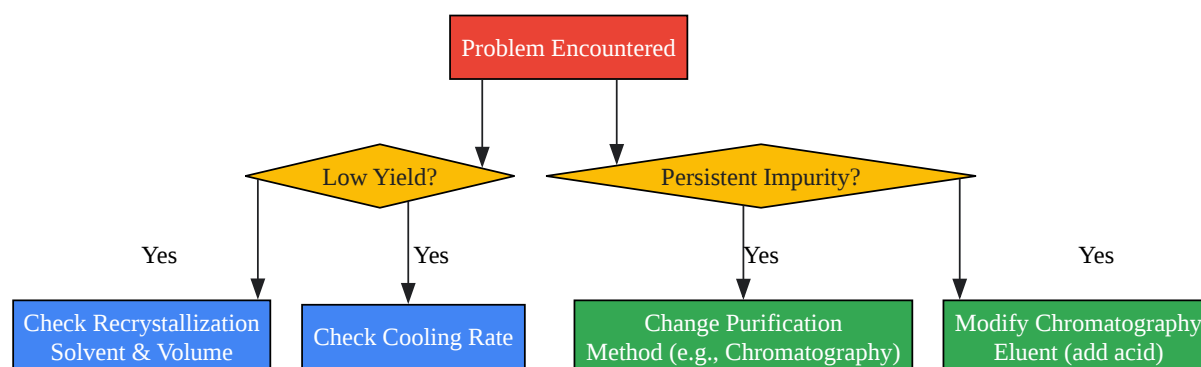 Problem Encountered
Low Yield?
Persistent Impurity?
Yes
Yes
Yes
Yes
Check Recrystallization
Solvent & Volume
Check Cooling Rate
Change Purification
Method (e.g., Chromatography)
Modify Chromatography
Eluent (add acid)